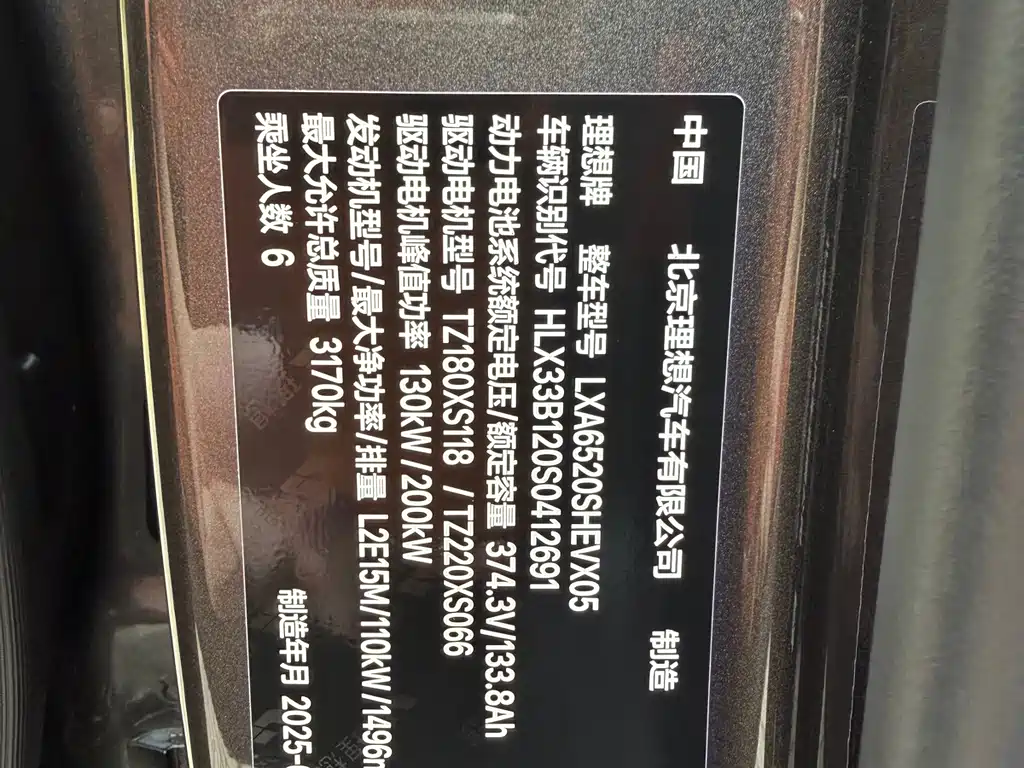 中国 北京理想汽车有限公司 制造
理想牌 整车型号 LXA6520SHEVX05
车辆识别代号 HLX33B120S0412691
动力电池系统额定电压/额定容量 374.3V/133.8Ah
驱动电机型号 TZ180XS118 /TZ220XS066
驱动电机峰值功率 130kW/200kW
发动机型号/最大净功率/排量 L2E15M/110kW/1496
最大允许总质量 3170kg
乘坐人数 6 制造年月 2025-